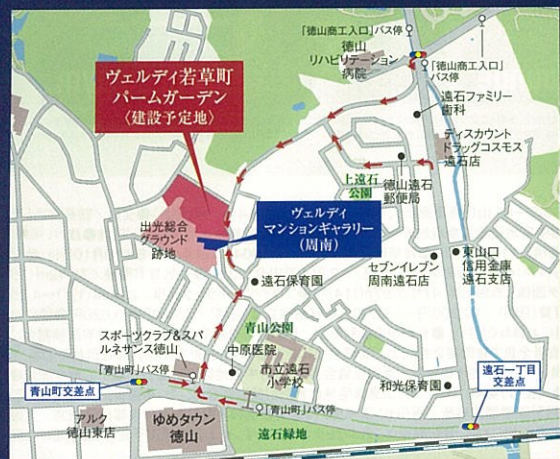 「徳山商工入口」バス停
「徳山商工入口」
バス停
徳山
リハビリテーション
病院
ヴェルディ若草町
パームガーデン
〈建設予定地〉
遠石ファミリー
歯科
ディスカウント
ドラッグコスモス
遠石店
上遠石
公園
徳山遠石
郵便局
ヴェルディ
マンションギャラリー
(周南)
出光総合
グラウンド
跡地
セブンイレブン
周南遠石店
東山口
信用金庫
遠石支店
遠石保育園
青山公園
スポーツクラブ&スパ
ルネサンス徳山
中原医院
市立遠石
小学校
「青山町」バス停
和光保育園
遠石一丁目
交差点
青山町交差点
「青山町」バス停
アルク
徳山東店
ゆめタウン
徳山
遠石緑地